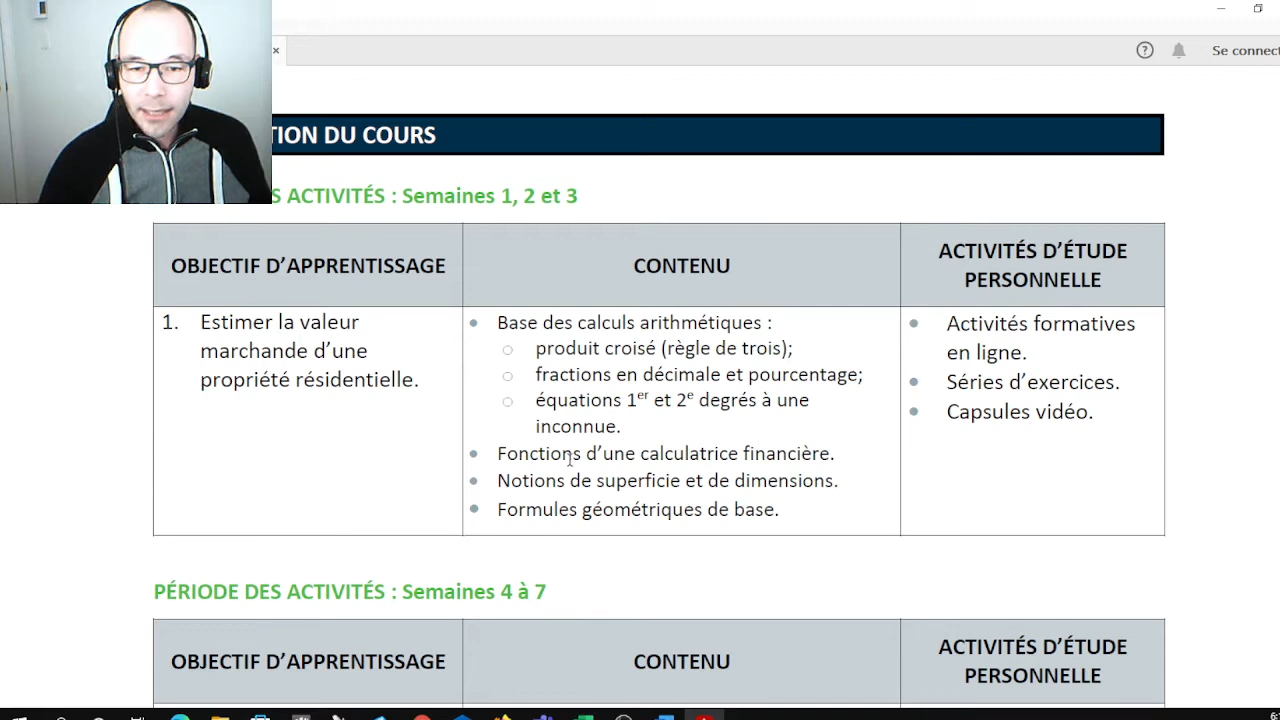 Se connect
TION DU COURS
S ACTIVITÉS : Semaines 1, 2 et 3
OBJECTIF D’APPRENTISSAGE
CONTENU
ACTIVITÉS D’ÉTUDE
PERSONNELLE
1. Estimer la valeur
marchande d’une
propriété résidentielle.
Base des calculs arithmétiques :
produit croisé (règle de trois);
fractions en décimale et pourcentage;
équations 1er et 2e degrés à une
inconnue.
Fonctions d’une calculatrice financière.
Notions de superficie et de dimensions.
Formules géométriques de base.
Activités formatives
en ligne.
Séries d’exercices.
Capsules vidéo.
PÉRIODE DES ACTIVITÉS : Semaines 4 à 7
OBJECTIF D’APPRENTISSAGE
CONTENU
ACTIVITÉS D’ÉTUDE
PERSONNELLE